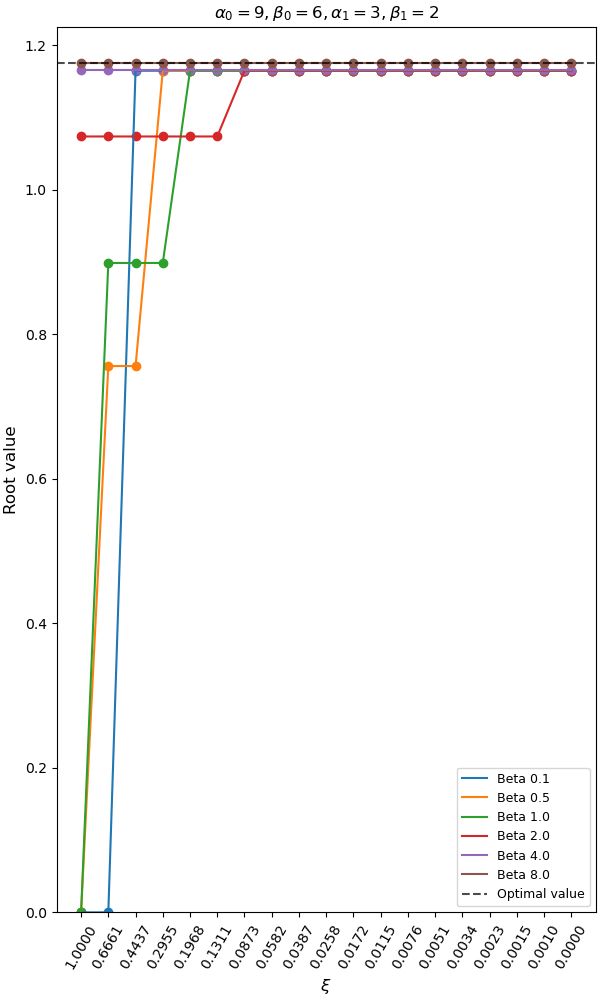 α₀ = 9, β₀ = 6, α₁ = 3, β₁ = 2
Root value
1.2
1.0
0.8
0.6
0.4
0.2
0.0
Beta 0.1
Beta 0.5
Beta 1.0
Beta 2.0
Beta 4.0
Beta 8.0
Optimal value
1.0000
0.6661
0.4437
0.2955
0.1968
0.1311
0.0873
0.0582
0.0387
0.0258
0.0172
0.0115
0.0076
0.0051
0.0034
0.0023
0.0015
0.0010
0.0000
ξ